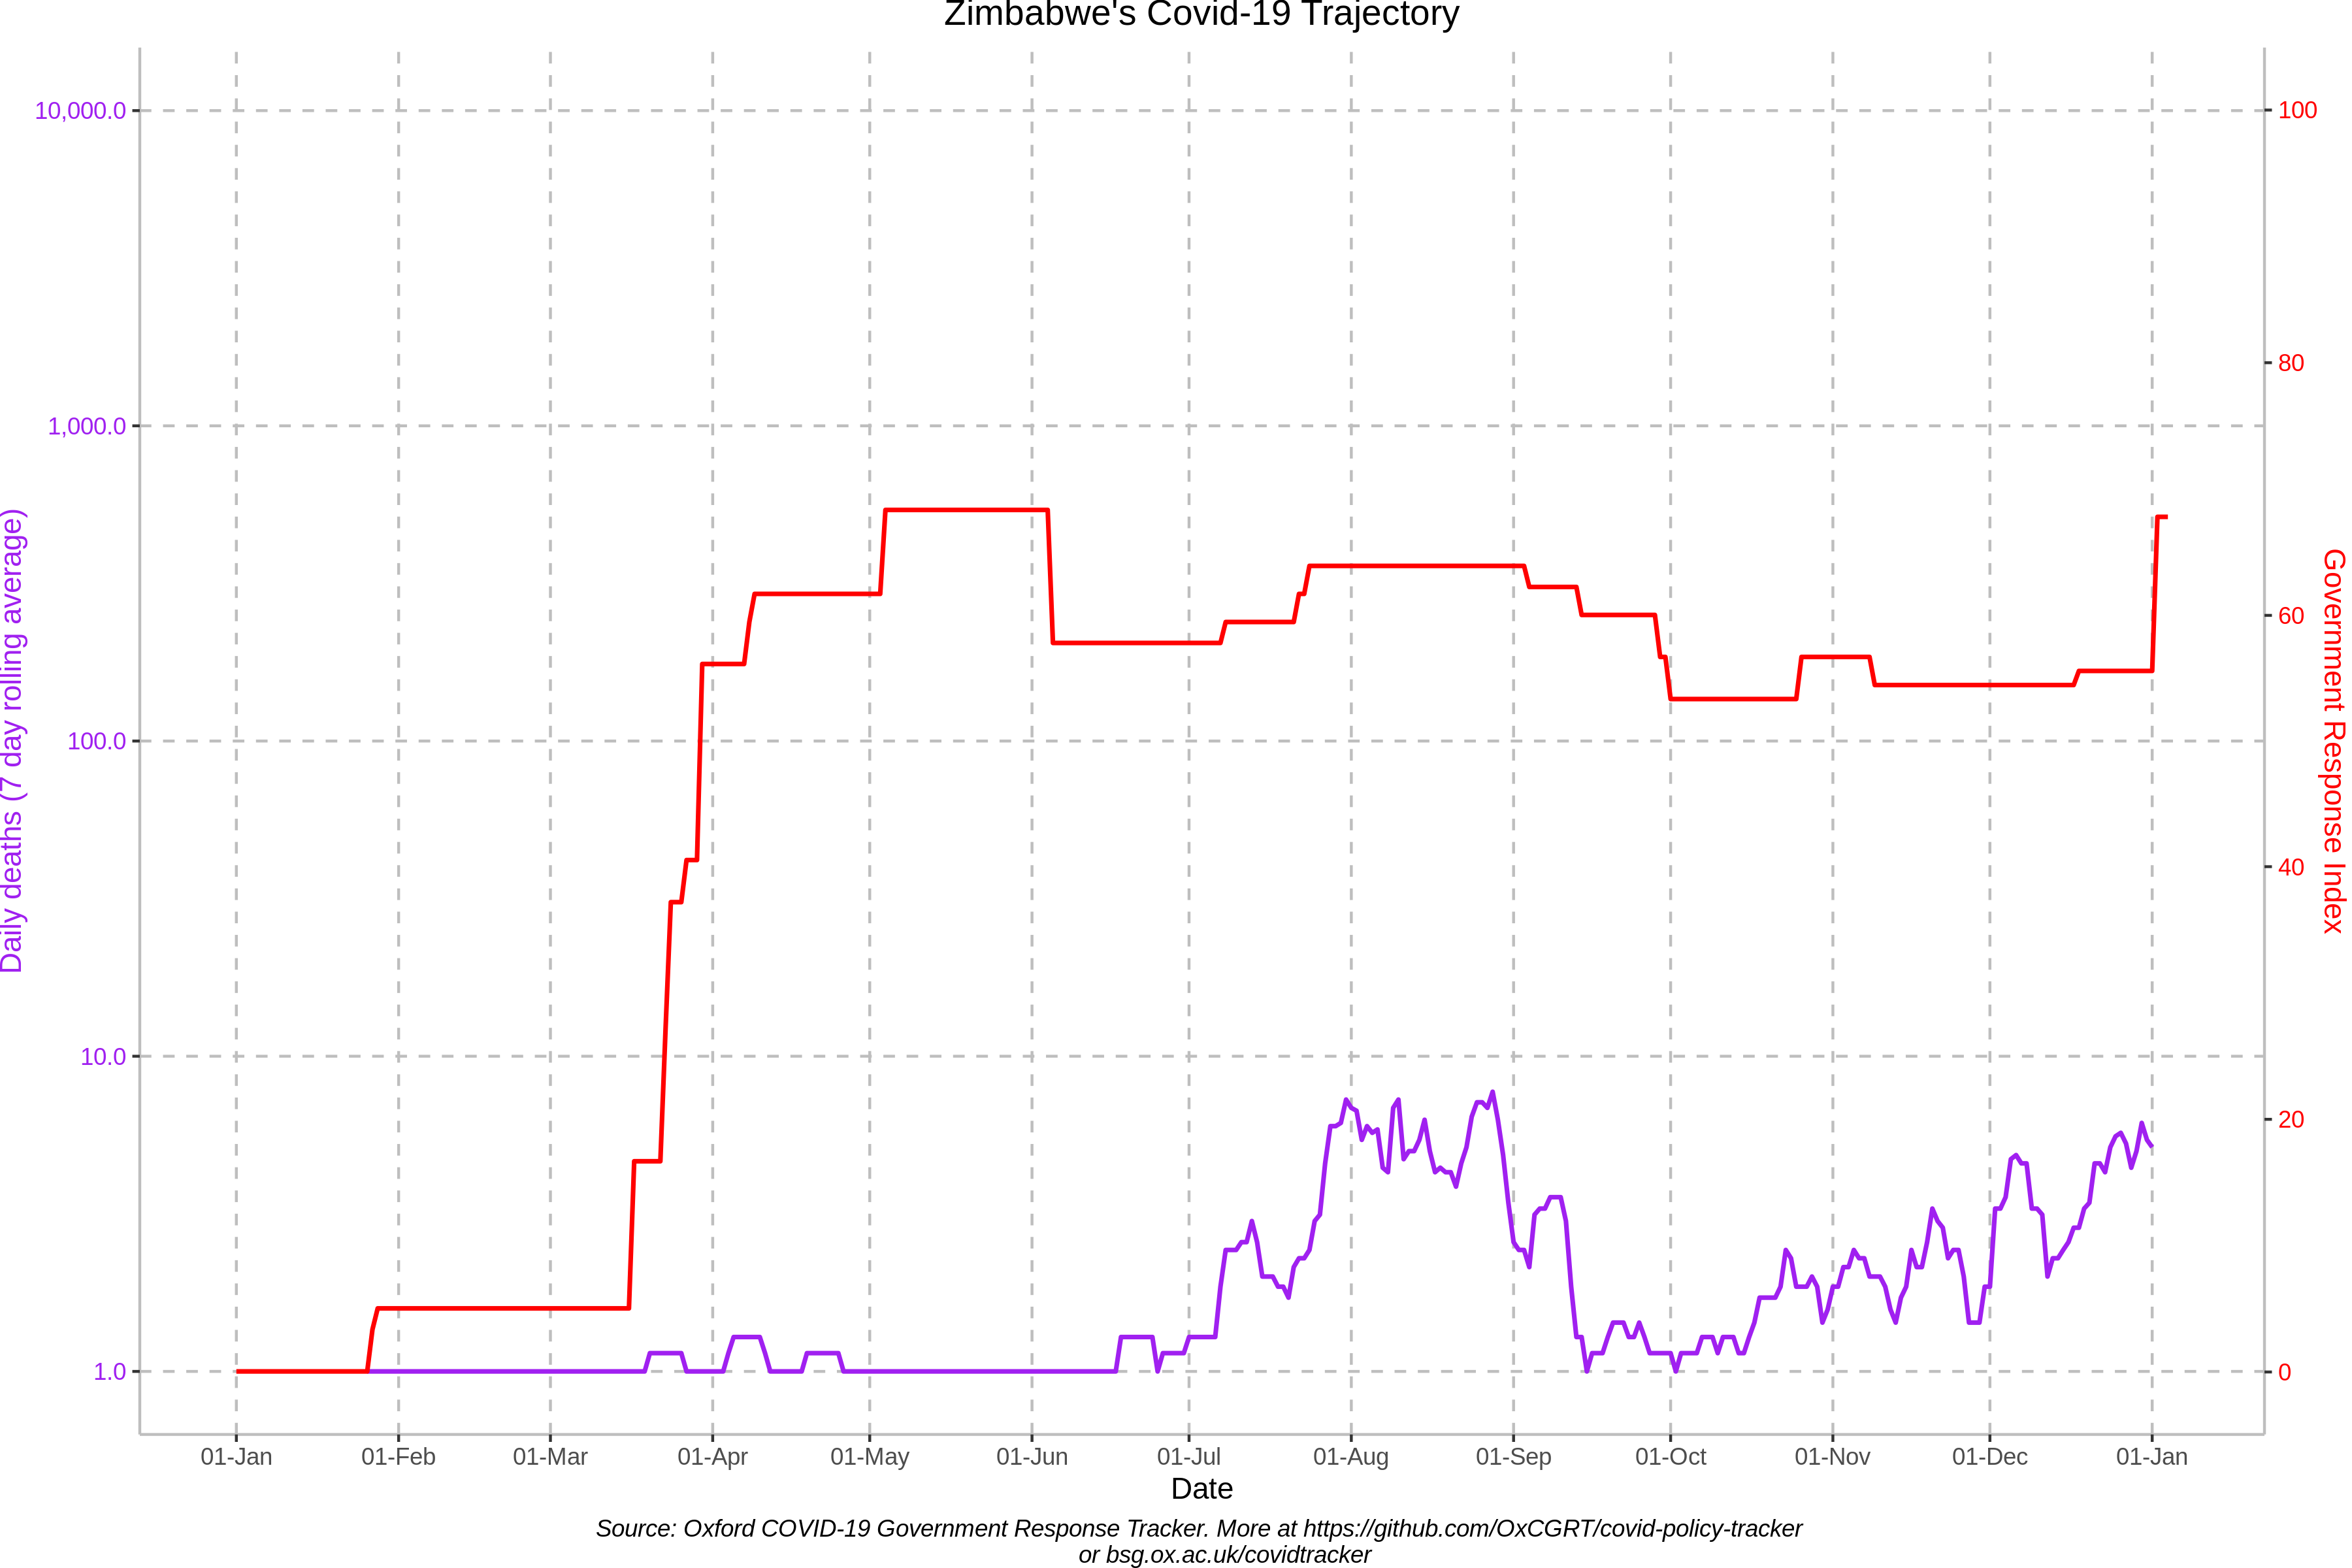 Zimbabwe's Covid-19 Trajectory
10,000.0
1,000.0
100.0
10.0
1.0
Daily deaths (7 day rolling average)
100
80
60
40
20
0
Government Response Index
01-Jan 01-Feb 01-Mar 01-Apr 01-May 01-Jun 01-Jul 01-Aug 01-Sep 01-Oct 01-Nov 01-Dec 01-Jan
Date
Source: Oxford COVID-19 Government Response Tracker. More at https://github.com/OxCGRT/covid-policy-tracker
or bsg.ox.ac.uk/covidtracker